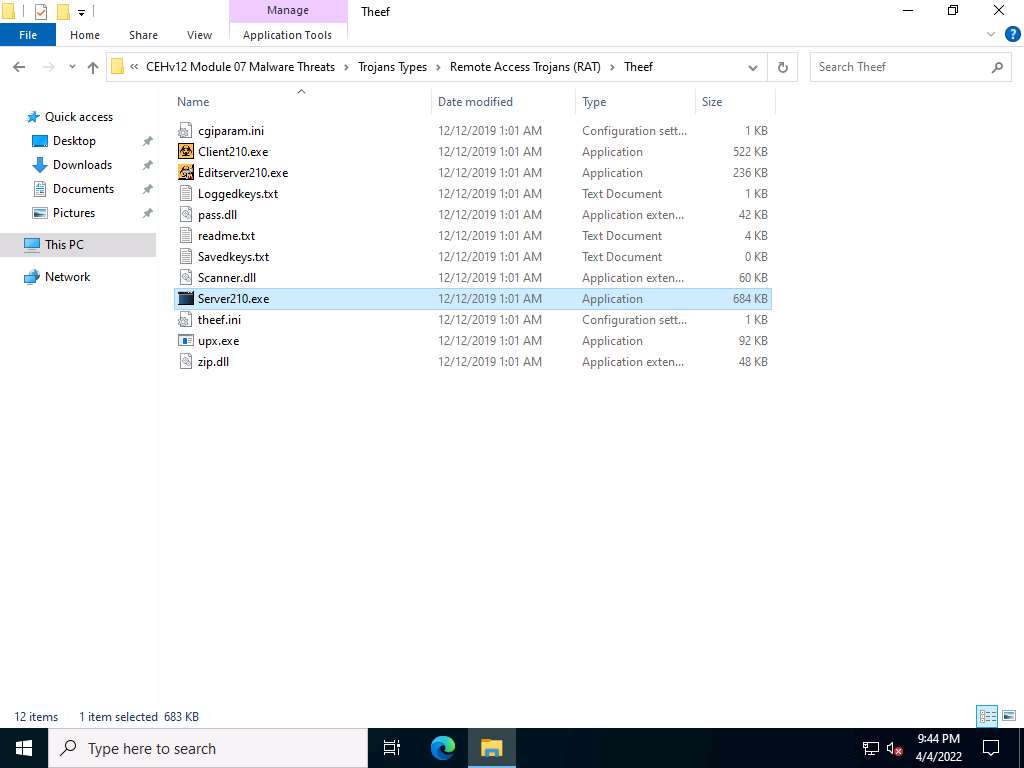 Manage Theef
File Home Share View Application Tools
« CEHv12 Module 07 Malware Threats › Trojans Types › Remote Access Trojans (RAT) › Theef Search Theef
Name Date modified Type Size
Quick access
Desktop
Downloads
Documents
Pictures
This PC
Network
cgiparam.ini 12/12/2019 1:01 AM Configuration sett... 1 KB
Client210.exe 12/12/2019 1:01 AM Application 522 KB
Editserver210.exe 12/12/2019 1:01 AM Application 236 KB
Loggedkeys.txt 12/12/2019 1:01 AM Text Document 1 KB
pass.dll 12/12/2019 1:01 AM Application exten... 42 KB
readme.txt 12/12/2019 1:01 AM Text Document 4 KB
Savedkeys.txt 12/12/2019 1:01 AM Text Document 0 KB
Scanner.dll 12/12/2019 1:01 AM Application exten... 60 KB
Server210.exe 12/12/2019 1:01 AM Application 684 KB
theef.ini 12/12/2019 1:01 AM Configuration sett... 1 KB
upx.exe 12/12/2019 1:01 AM Application 92 KB
zip.dll 12/12/2019 1:01 AM Application exten... 48 KB
12 items 1 item selected 683 KB
Type here to search
9:44 PM
4/4/2022